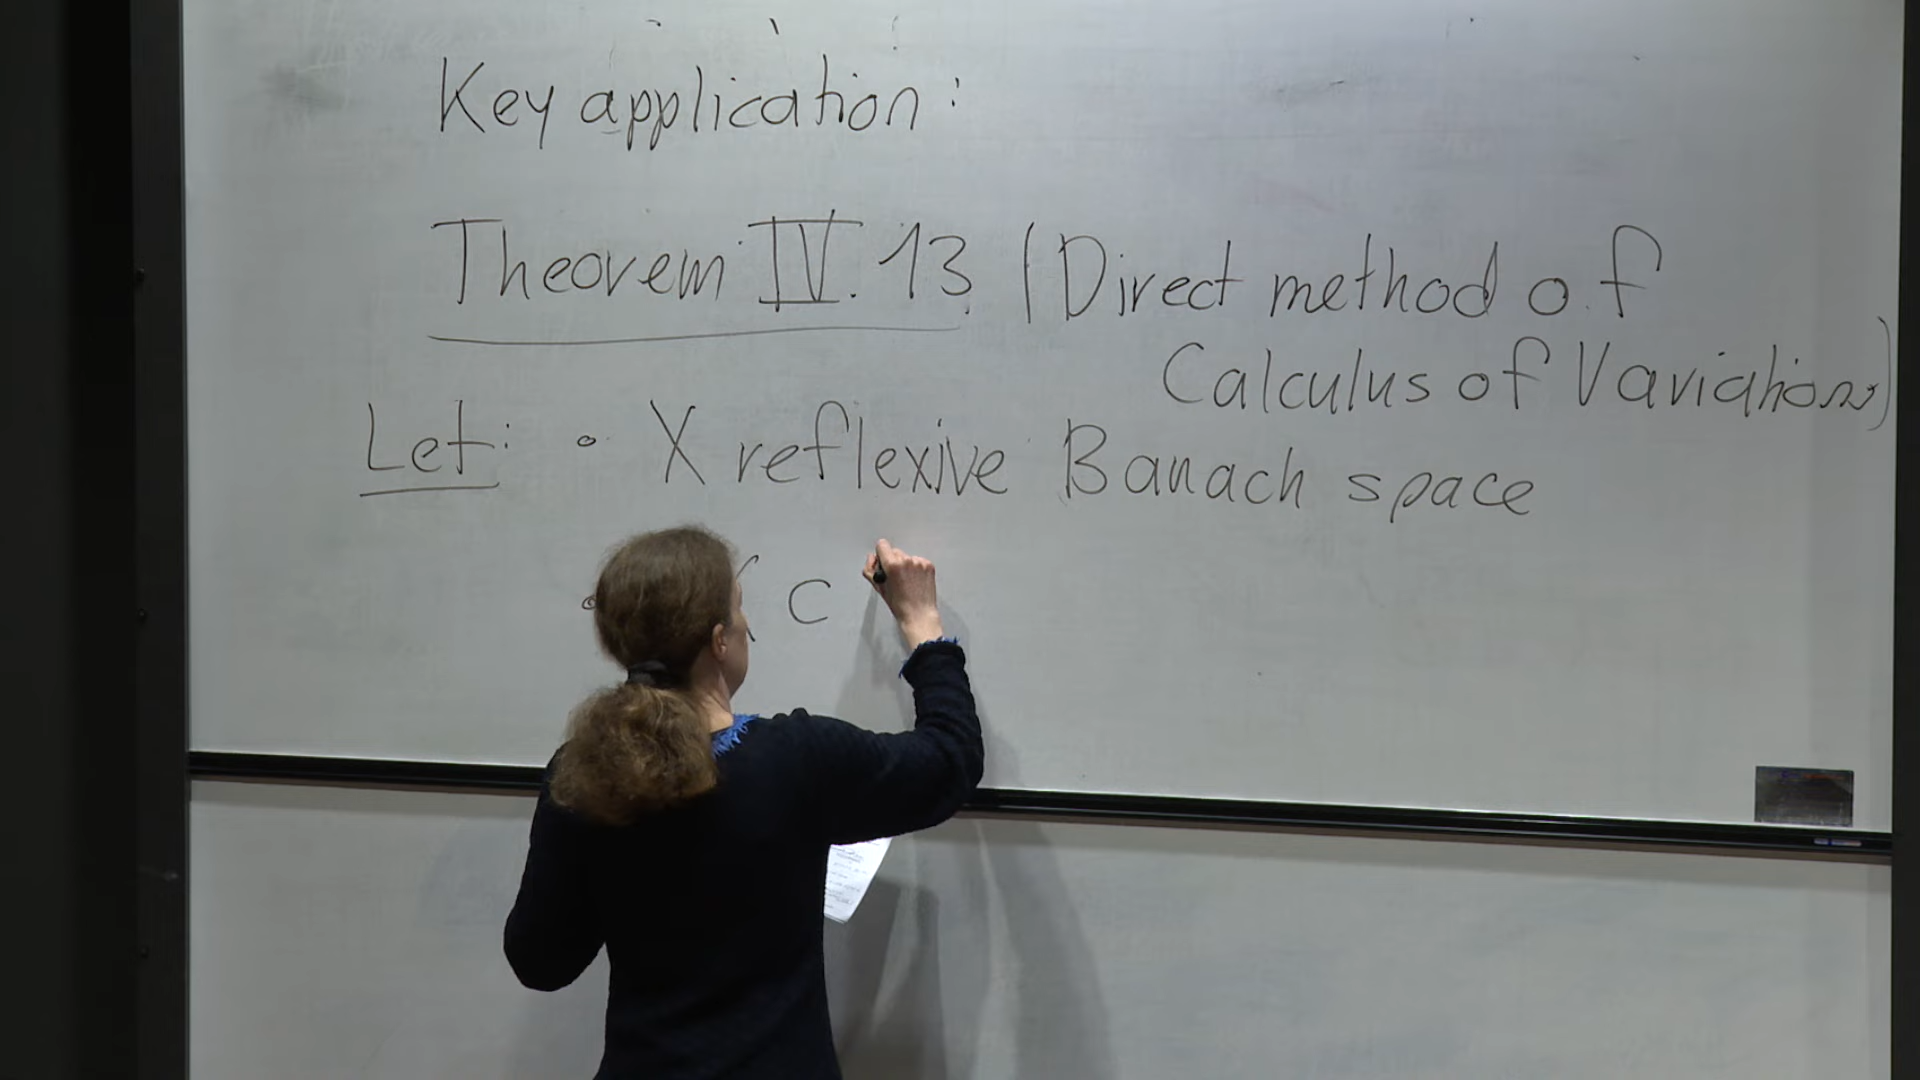 Key application:
Theorem IV.13 (Direct method of
Calculus of Variations)
Let: • X reflexive Banach space
• K ⊂